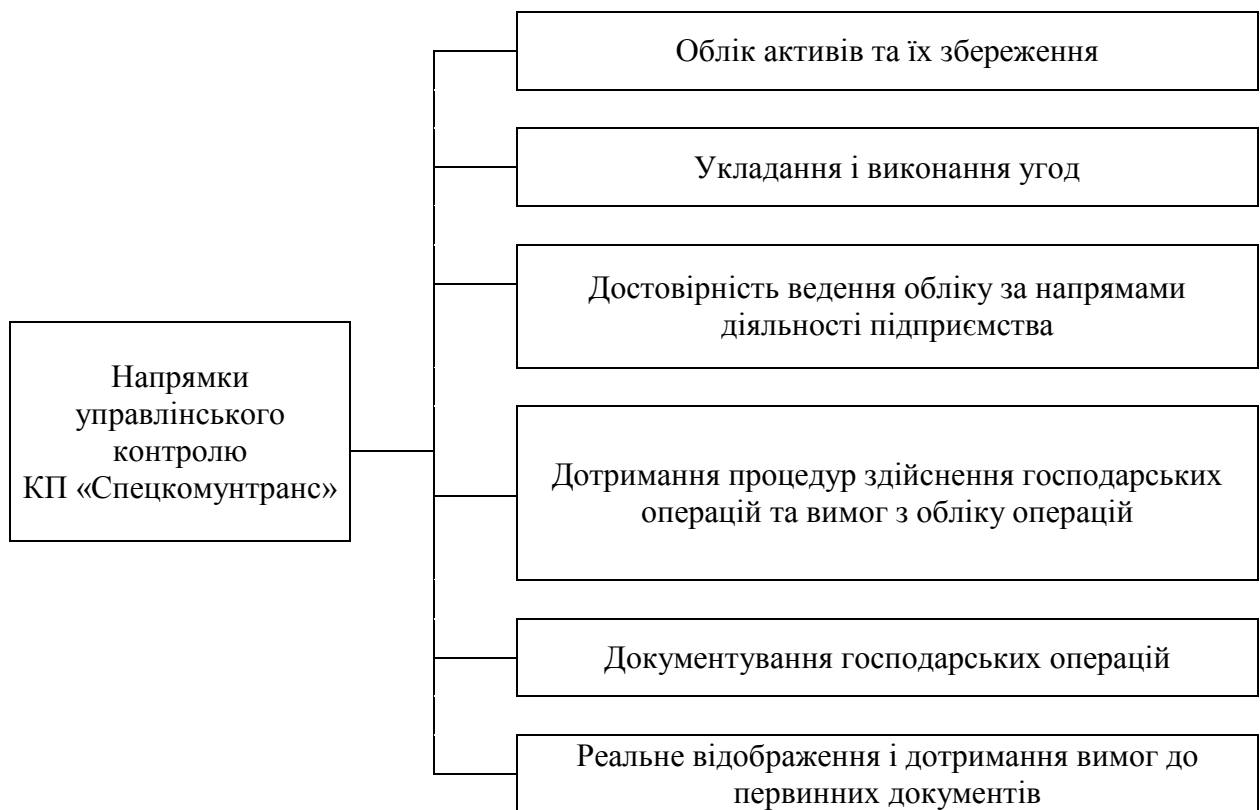 Облік активів та їх збереження
Укладання і виконання угод
Достовірність ведення обліку за напрямами
діяльності підприємства
Напрямки
управлінського
контролю
КП «Спецкомунтранс»
Дотримання процедур здійснення господарських
операцій та вимог з обліку операцій
Документування господарських операцій
Реальне відображення і дотримання вимог до
первинних документів